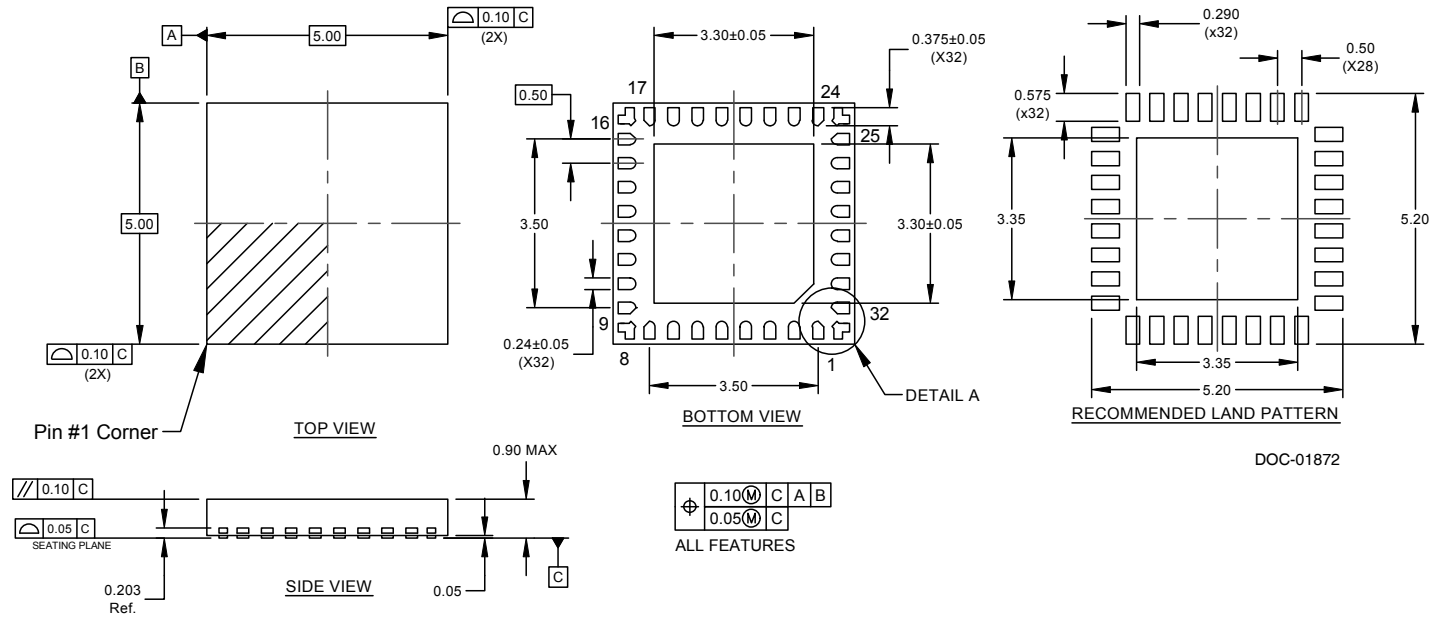 A
5.00
⌓ 0.10 C
(2X)
B
5.00
⌓ 0.10 C
(2X)
Pin #1 Corner
TOP VIEW
3.30±0.05
0.375±0.05
(X32)
0.50
17
24
16
25
3.50
3.30±0.05
9
32
0.24±0.05
(X32)
8
1
3.50
DETAIL A
BOTTOM VIEW
0.290
(x32)
0.50
(X28)
0.575
(x32)
3.35
5.20
3.35
5.20
RECOMMENDED LAND PATTERN
DOC-01872
// 0.10 C
0.90 MAX
⌓ 0.05 C
SEATING PLANE
0.203
Ref.
SIDE VIEW
0.05
C
⌖ 0.10Ⓜ C A B
0.05Ⓜ C
ALL FEATURES